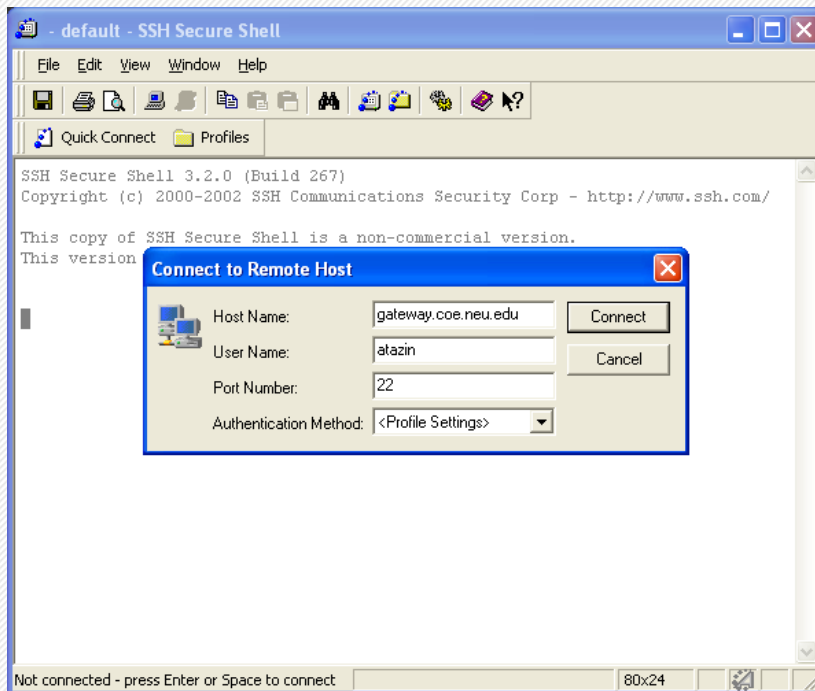 - default - SSH Secure Shell
File Edit View Window Help
Quick Connect Profiles
SSH Secure Shell 3.2.0 (Build 267)
Copyright (c) 2000-2002 SSH Communications Security Corp - http://www.ssh.com/
This copy of SSH Secure Shell is a non-commercial version.
This version
Connect to Remote Host
Host Name: gateway.coe.neu.edu Connect
User Name: atazin Cancel
Port Number: 22
Authentication Method: <Profile Settings>
Not connected - press Enter or Space to connect 80x24